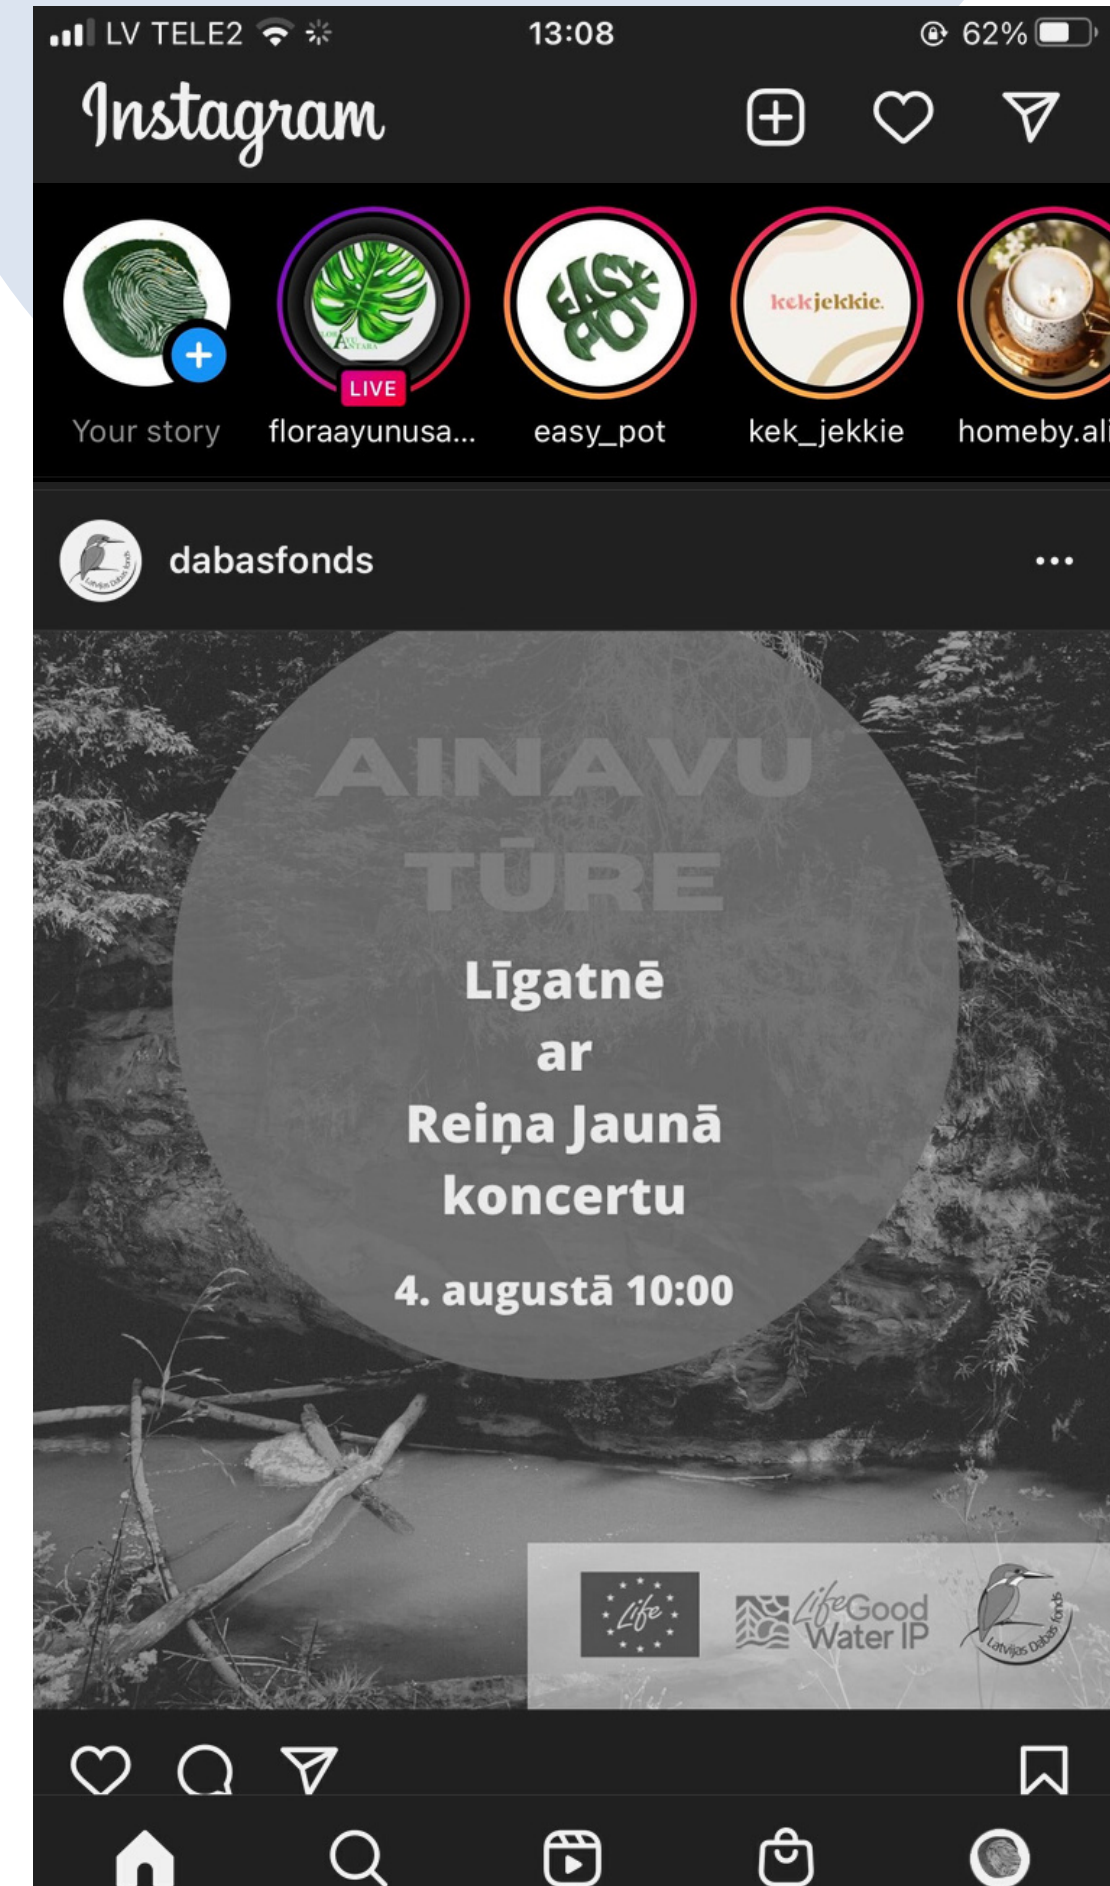 LV TELE2
13:08
62%
Instagram
LIVE
EASY
POT
kekjekkie.
Your story
floraayunusa...
easy_pot
kek_jekkie
homeby.ali
dabasfonds
AINAVU
TŪRE
Līgatnē
ar
Reiņa Jaunā
koncertu
4. augustā 10:00
Life
LifeGood
Water IP
Latvijas Dabas fonds